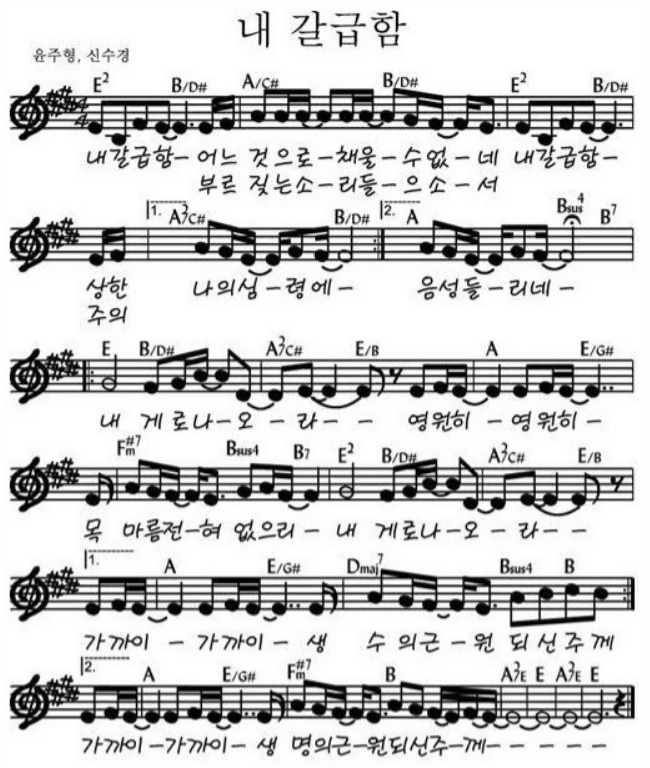 내 갈급함
윤주형, 신수경
E2 B/D# A/C# B/D# E2 B/D#
내갈급함- 어느 것으로-채울-수없-네 내갈급함-
부르 짖는소-리들-으소-서
1. A2/C# B/D# 2. A Bsus4 B7
상한 나의심-령에- 음성들-리네-
주의
E B/D# A2/C# E/B A E/G#
내 게로나-오-라- - 영원히-영원히-
F#m7 Bsus4 B7 E2 B/D# A2/C# E/B
목 마름전-혀 없으리- 내 게로나-오-라- -
1. A E/G# Dmaj7 Bsus4 B
가까이 -가까이- 생 수 의근-원 되신주께
2. A E/G# F#m7 B A2/E E A2/E E
가까이-가까이-생 명의근-원되신주-께- - - - -